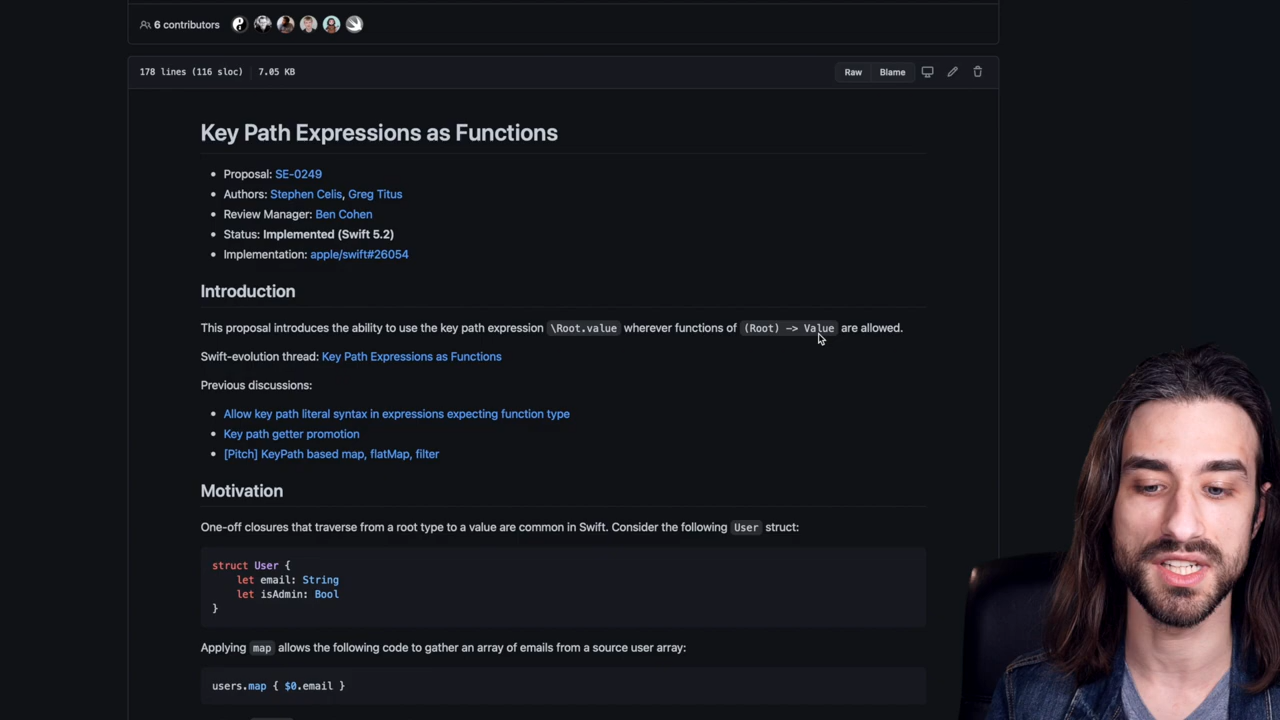 6 contributors
178 lines (116 sloc) 7.05 KB
Raw Blame
Key Path Expressions as Functions
• Proposal: SE-0249
• Authors: Stephen Celis, Greg Titus
• Review Manager: Ben Cohen
• Status: Implemented (Swift 5.2)
• Implementation: apple/swift#26054
Introduction
This proposal introduces the ability to use the key path expression \Root.value wherever functions of (Root) -> Value are allowed.
Swift-evolution thread: Key Path Expressions as Functions
Previous discussions:
• Allow key path literal syntax in expressions expecting function type
• Key path getter promotion
• [Pitch] KeyPath based map, flatMap, filter
Motivation
One-off closures that traverse from a root type to a value are common in Swift. Consider the following User struct:
struct User {
    let email: String
    let isAdmin: Bool
}
Applying map allows the following code to gather an array of emails from a source user array:
users.map { $0.email }